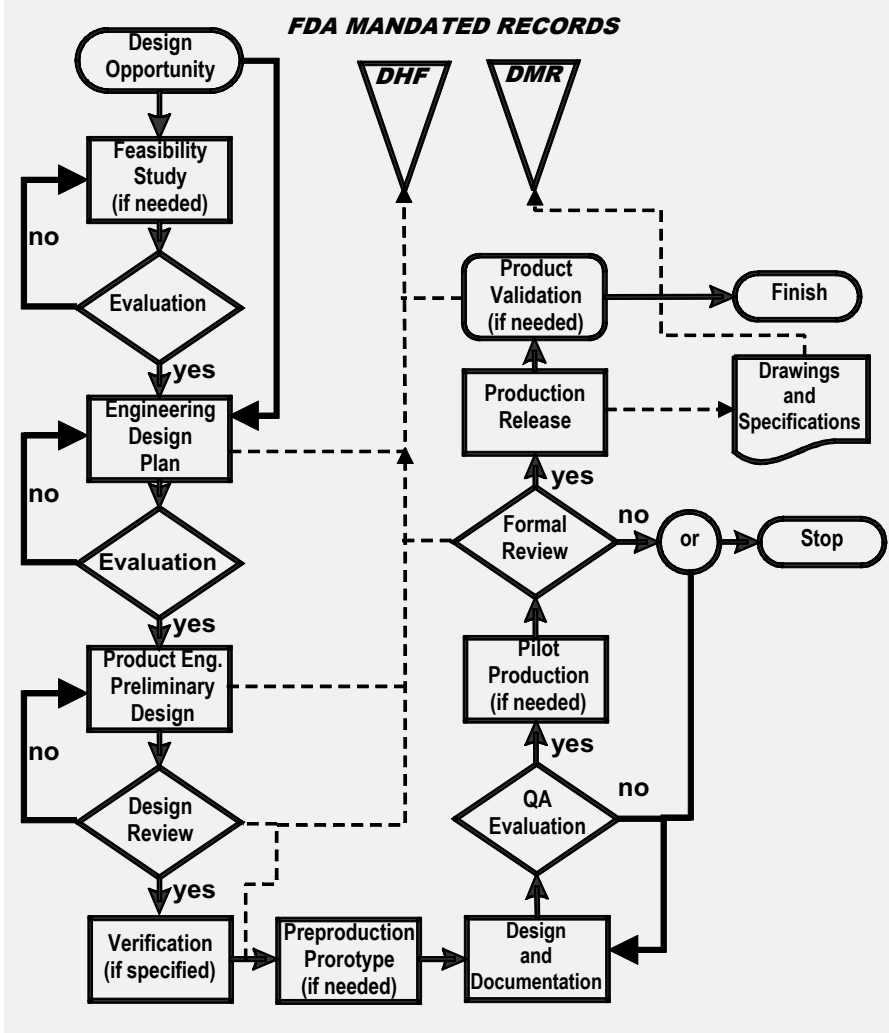 FDA MANDATED RECORDS
DHF
DMR
Design
Opportunity
Feasibility
Study
(if needed)
no
Evaluation
yes
Engineering
Design
Plan
no
Evaluation
yes
Product Eng.
Preliminary
Design
no
Design
Review
yes
Verification
(if specified)
Preproduction
Prorotype
(if needed)
Design
and
Documentation
QA
Evaluation
no
yes
Pilot
Production
(if needed)
Formal
Review
no
or
Stop
yes
Production
Release
Drawings
and
Specifications
Product
Validation
(if needed)
Finish